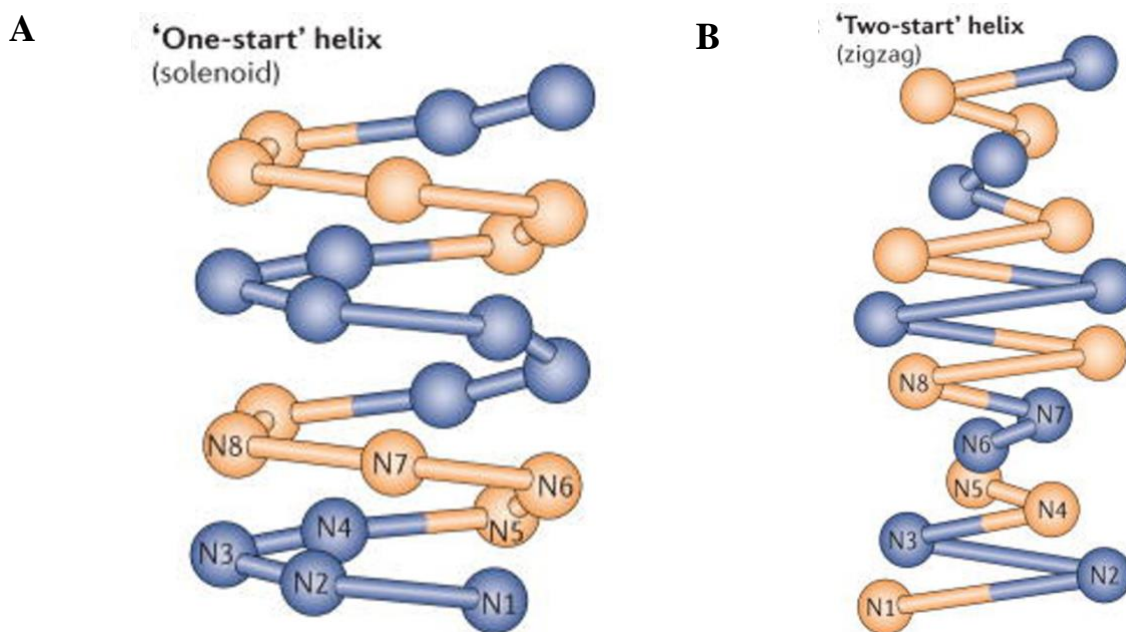 A
'One-start' helix
(solenoid)
N8
N7
N6
N5
N4
N3
N2
N1
B
'Two-start' helix
(zigzag)
N8
N7
N6
N5
N4
N3
N2
N1